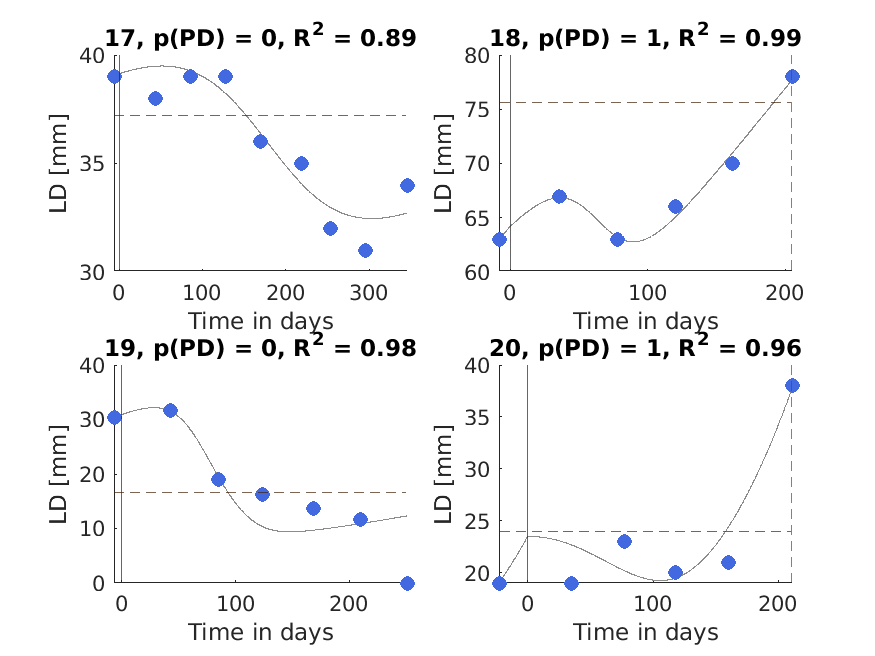 17, p(PD) = 0, R² = 0.89
40
35
30
LD [mm]
0
100
200
300
Time in days
18, p(PD) = 1, R² = 0.99
80
75
70
65
60
LD [mm]
0
100
200
Time in days
19, p(PD) = 0, R² = 0.98
40
30
20
10
0
LD [mm]
0
100
200
Time in days
20, p(PD) = 1, R² = 0.96
40
35
30
25
20
LD [mm]
0
100
200
Time in days